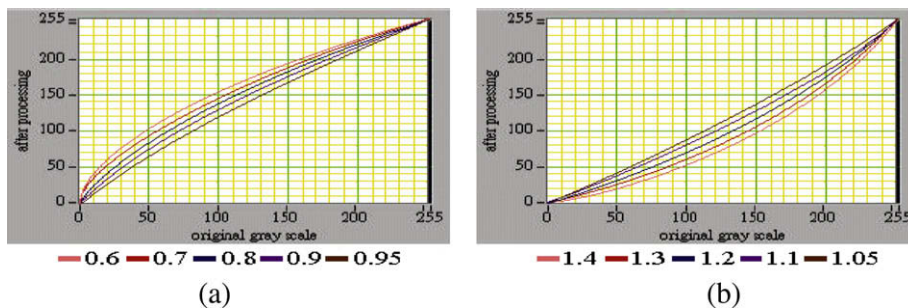 255
200
150
100
50
0
after processing
0 50 100 150 200 255
original gray scale
0.6 0.7 0.8 0.9 0.95
(a)
255
200
150
100
50
0
after processing
0 50 100 150 200 255
original gray scale
1.4 1.3 1.2 1.1 1.05
(b)